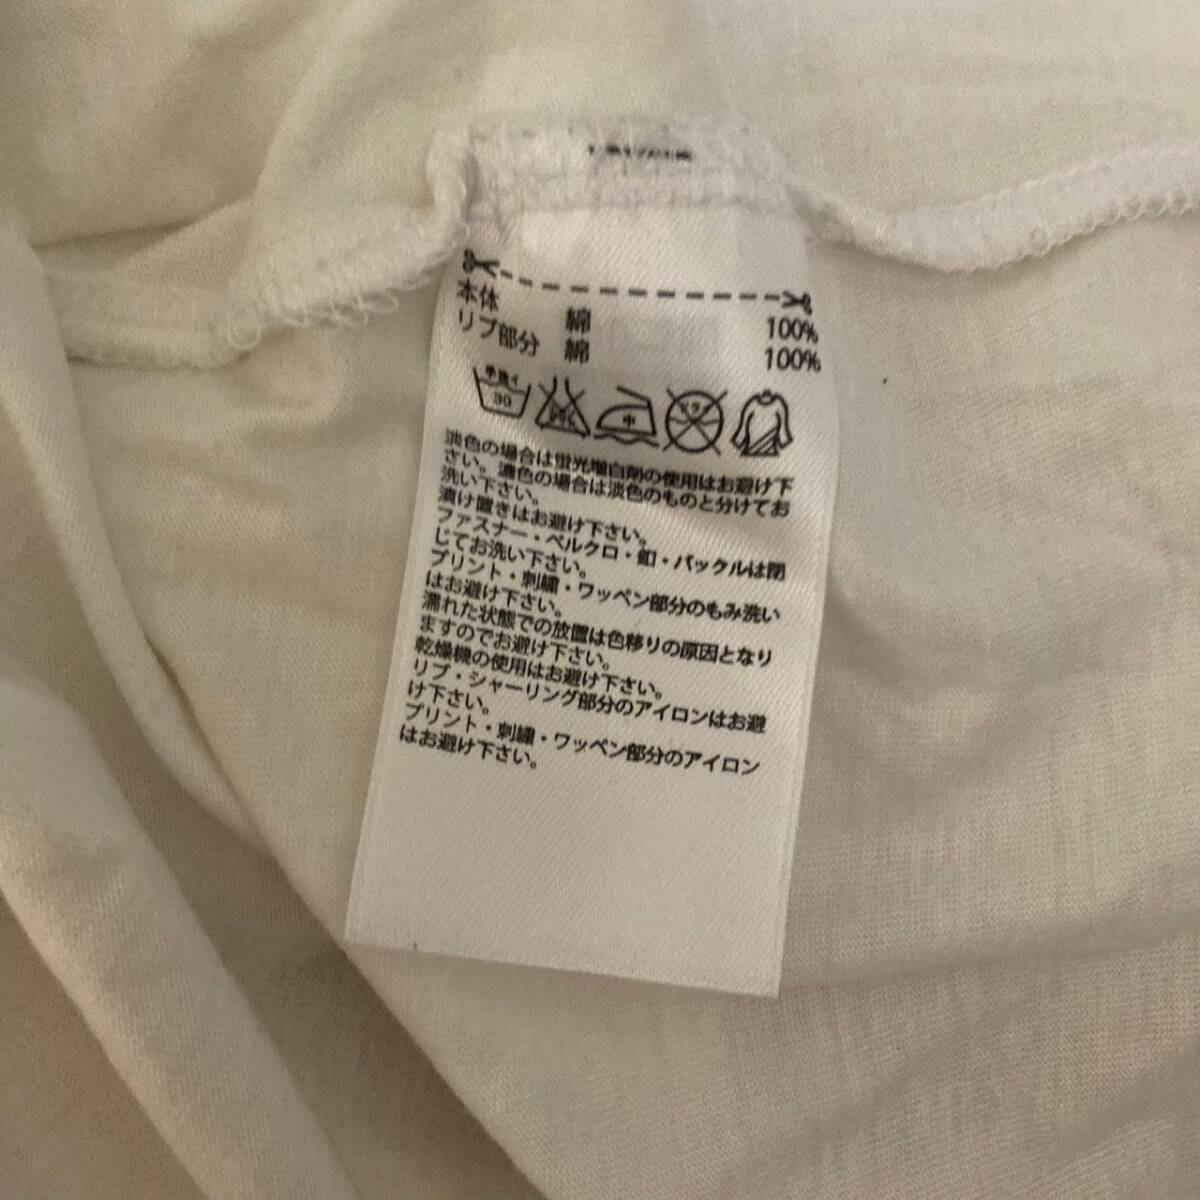 本体 綿 100%
リブ部分 綿 100%
手洗イ 30 中
淡色の場合は蛍光増白剤の使用はお避け下
さい。濃色の場合は淡色のものと分けてお
洗い下さい。
漬け置きはお避け下さい。
ファスナー・ベルクロ・釦・バックルは閉
じてお洗い下さい。
プリント・刺繍・ワッペン部分のもみ洗い
はお避け下さい。
濡れた状態での放置は色移りの原因となり
ますのでお避け下さい。
乾燥機の使用はお避け下さい。
リブ・シャーリング部分のアイロンはお避
け下さい。
プリント・刺繍・ワッペン部分のアイロン
はお避け下さい。